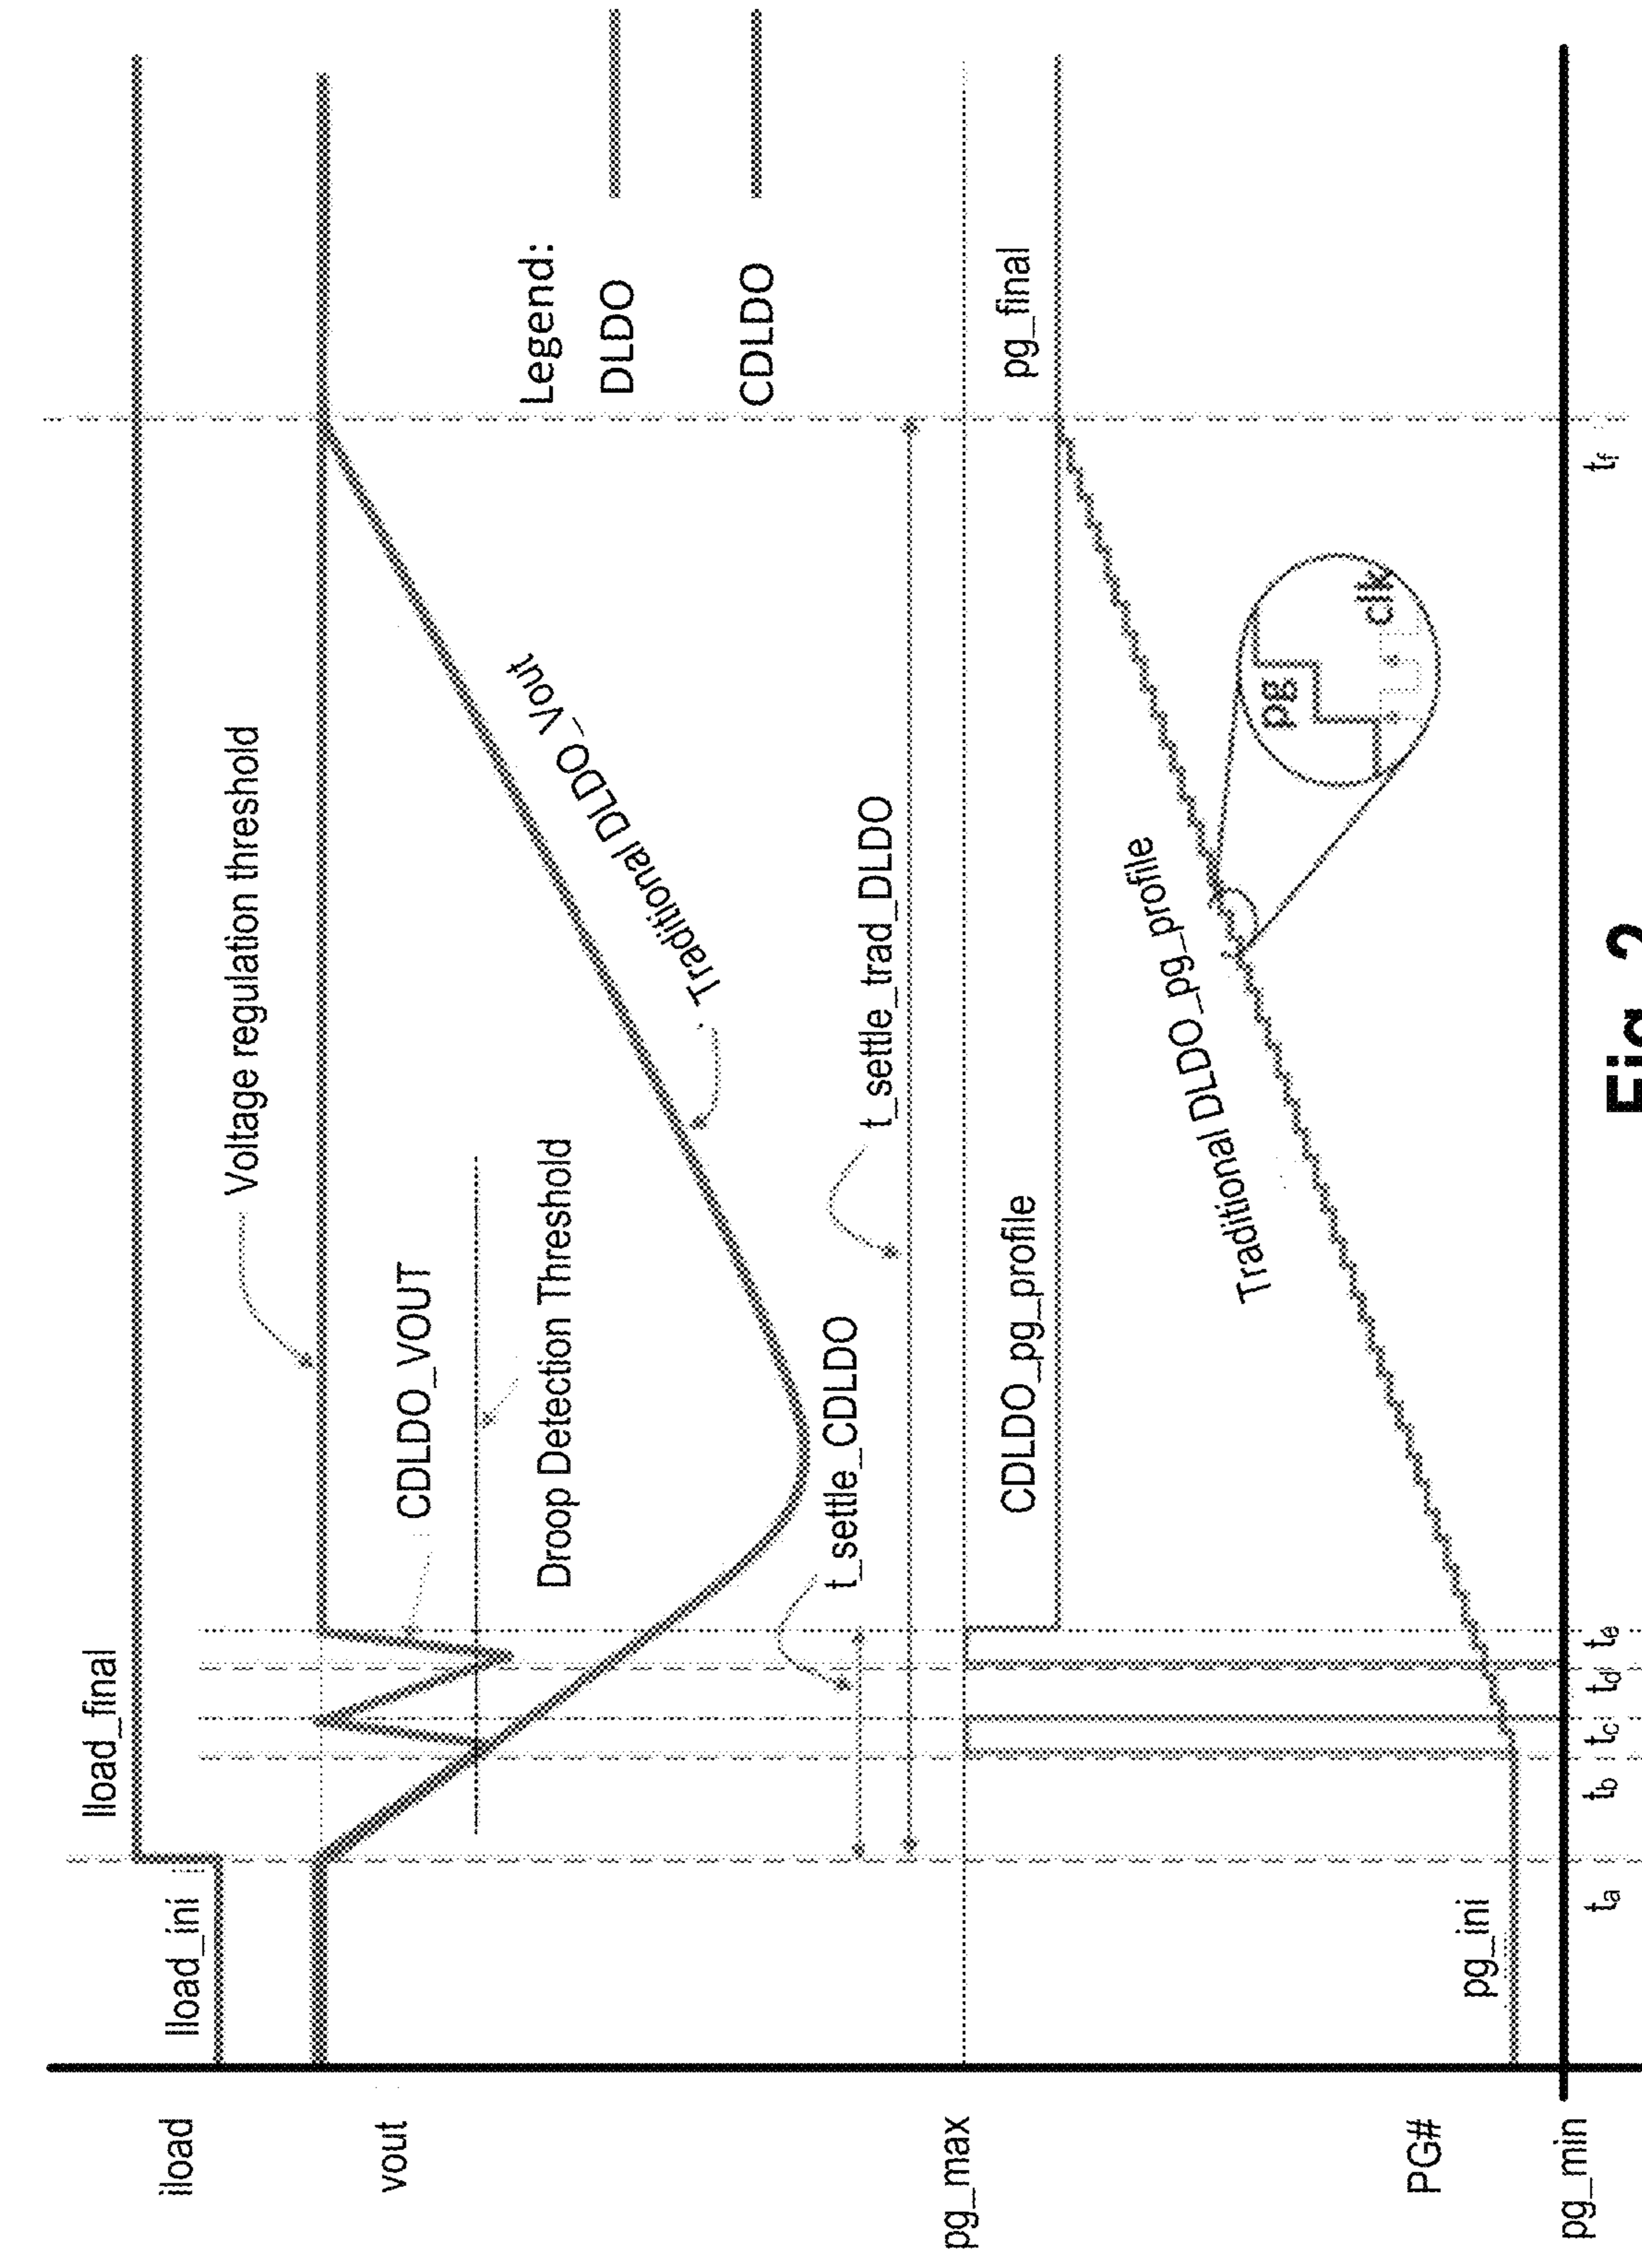 Iload_final
Iload_ini
iload
Voltage regulation threshold
vout
CDLDO_VOUT
Droop Detection Threshold
Traditional DLDO_Vout
Legend:
DLDO
CDLDO
t_settle_CDLDO
t_settle_trad_DLDO
pg_max
CDLDO_pg_profile
pg_final
Traditional DLDO_pg_profile
pg
clk
PG#
pg_ini
pg_min
ta tb tc td te tf
Fig. 2